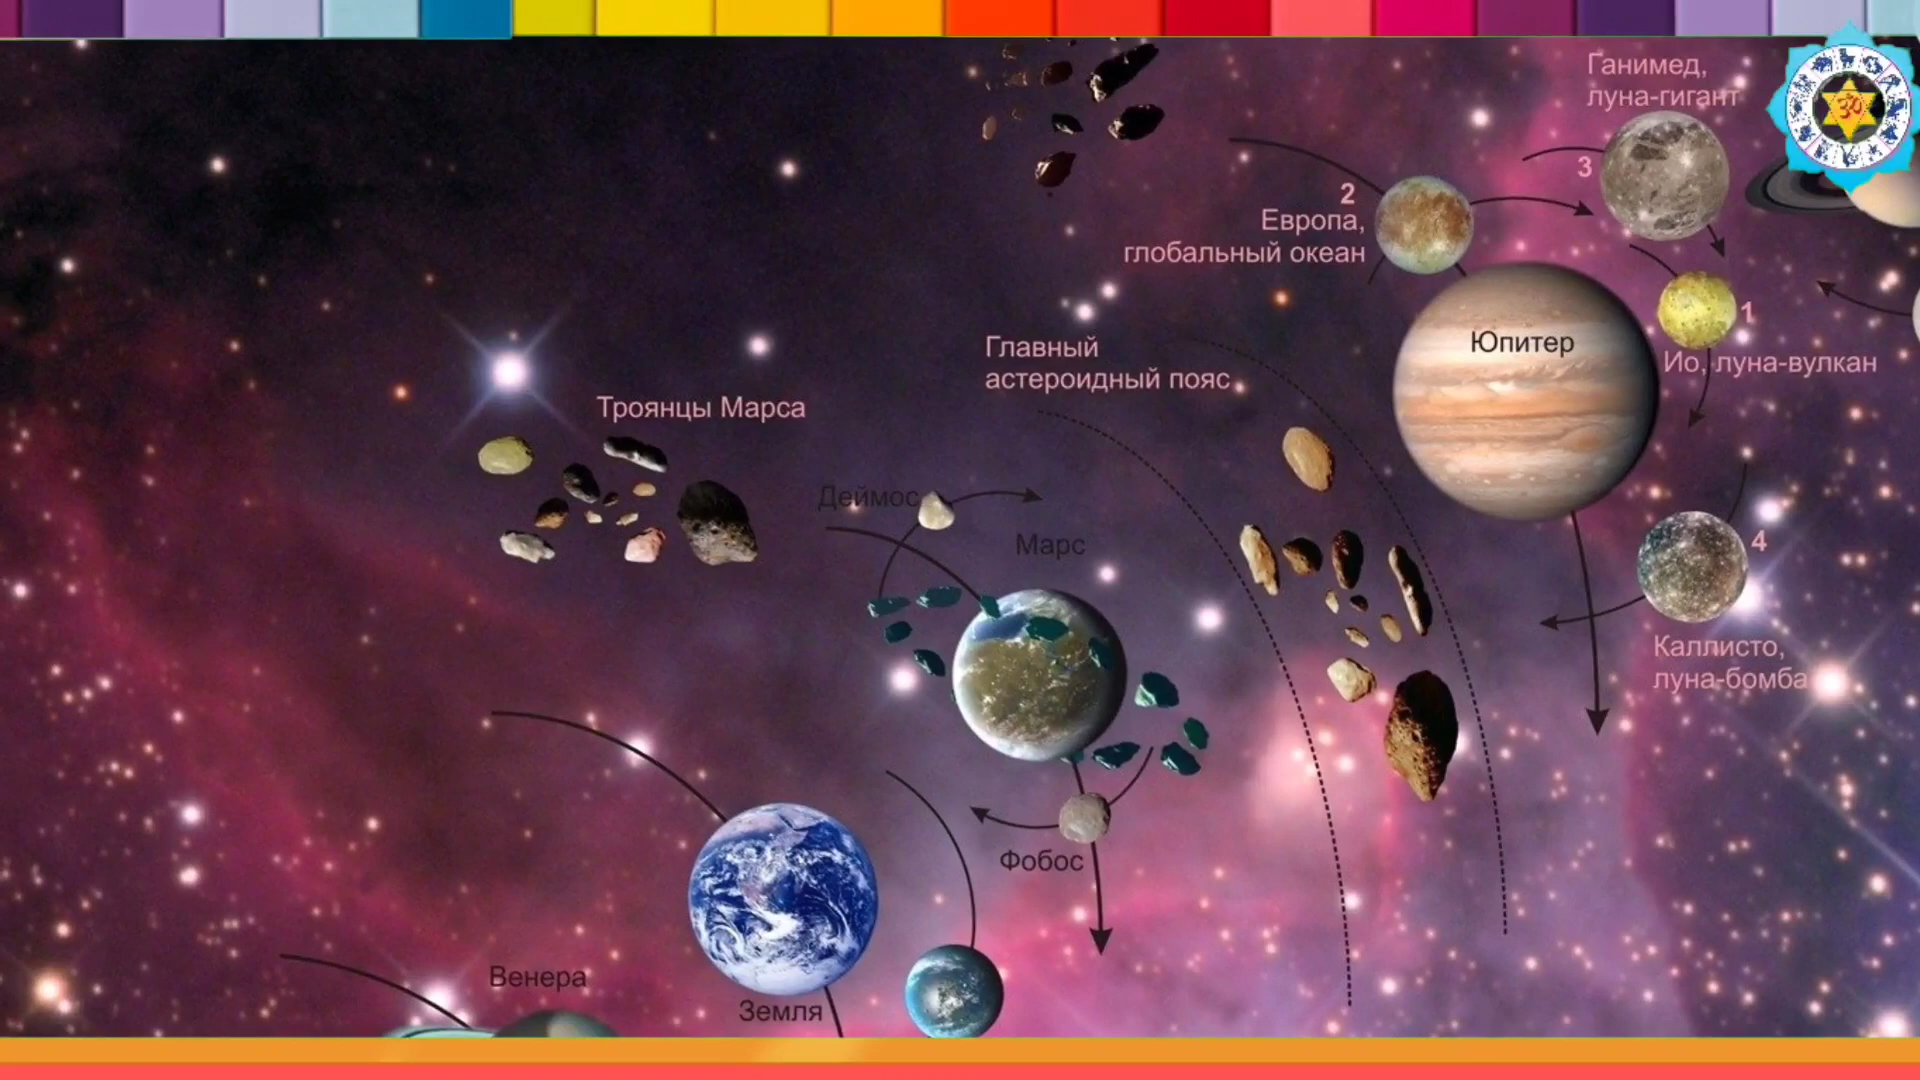 Ганимед,
луна-гигант
3
2
Европа,
глобальный океан
1
Ио, луна-вулкан
Юпитер
Главный
астероидный пояс
Троянцы Марса
Деймос
Марс
4
Каллисто,
луна-бомба
Фобос
Венера
Земля
ॐ